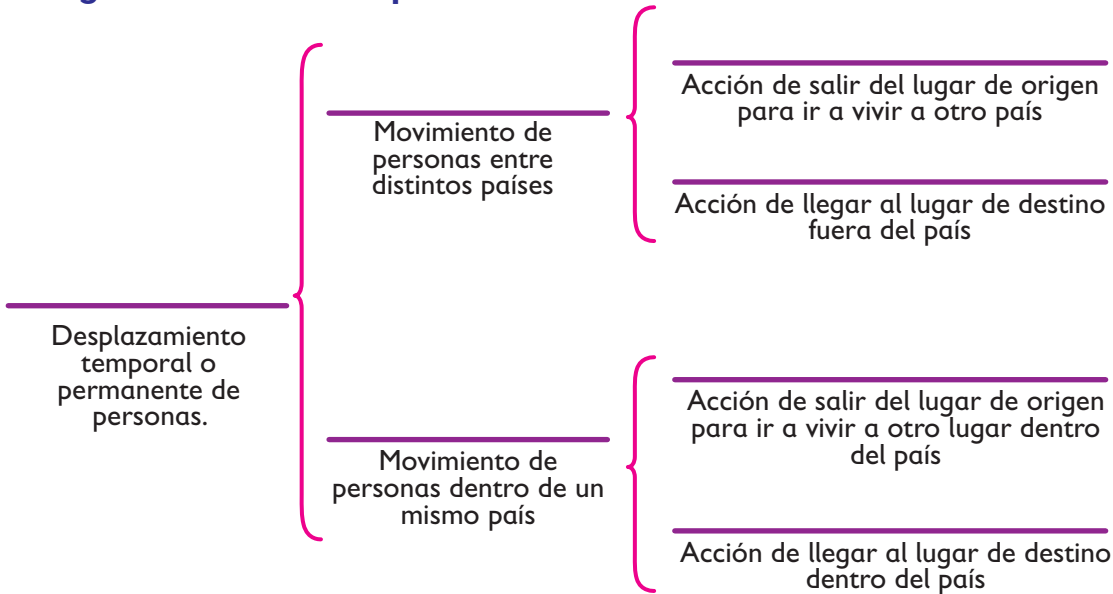 Acción de salir del lugar de origen
para ir a vivir a otro país
Movimiento de
personas entre
distintos países
Acción de llegar al lugar de destino
fuera del país
Desplazamiento
temporal o
permanente de
personas.
Acción de salir del lugar de origen
para ir a vivir a otro lugar dentro
del país
Movimiento de
personas dentro de un
mismo país
Acción de llegar al lugar de destino
dentro del país